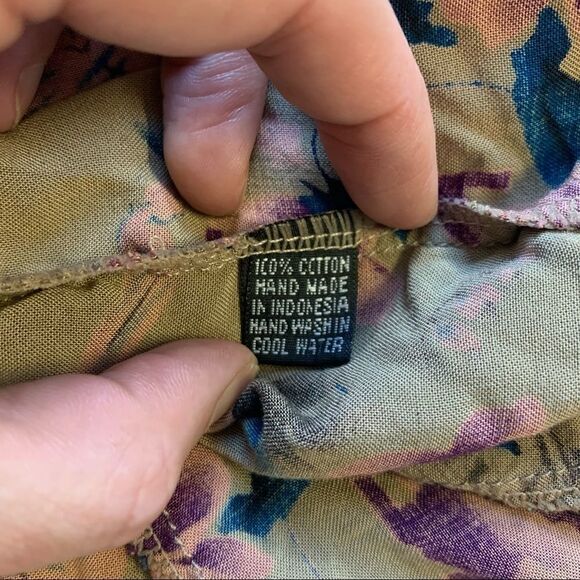 100% COTTON
HAND MADE
IN INDONESIA
HAND WASH IN
COOL WATER